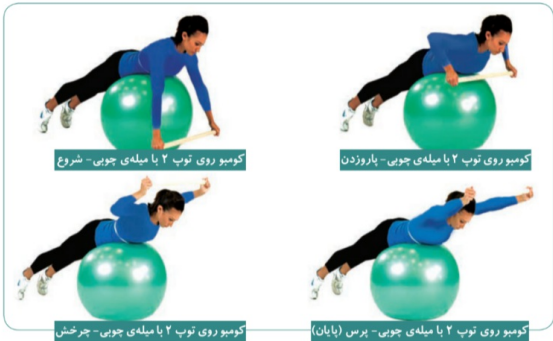 کومبو روی توپ ۲ با میله‌ی چوبی- شروع
کومبو روی توپ ۲ با میله‌ی چوبی- پاروزدن
کومبو روی توپ ۲ با میله‌ی چوبی- چرخش
کومبو روی توپ ۲ با میله‌ی چوبی- پرس (پایان)